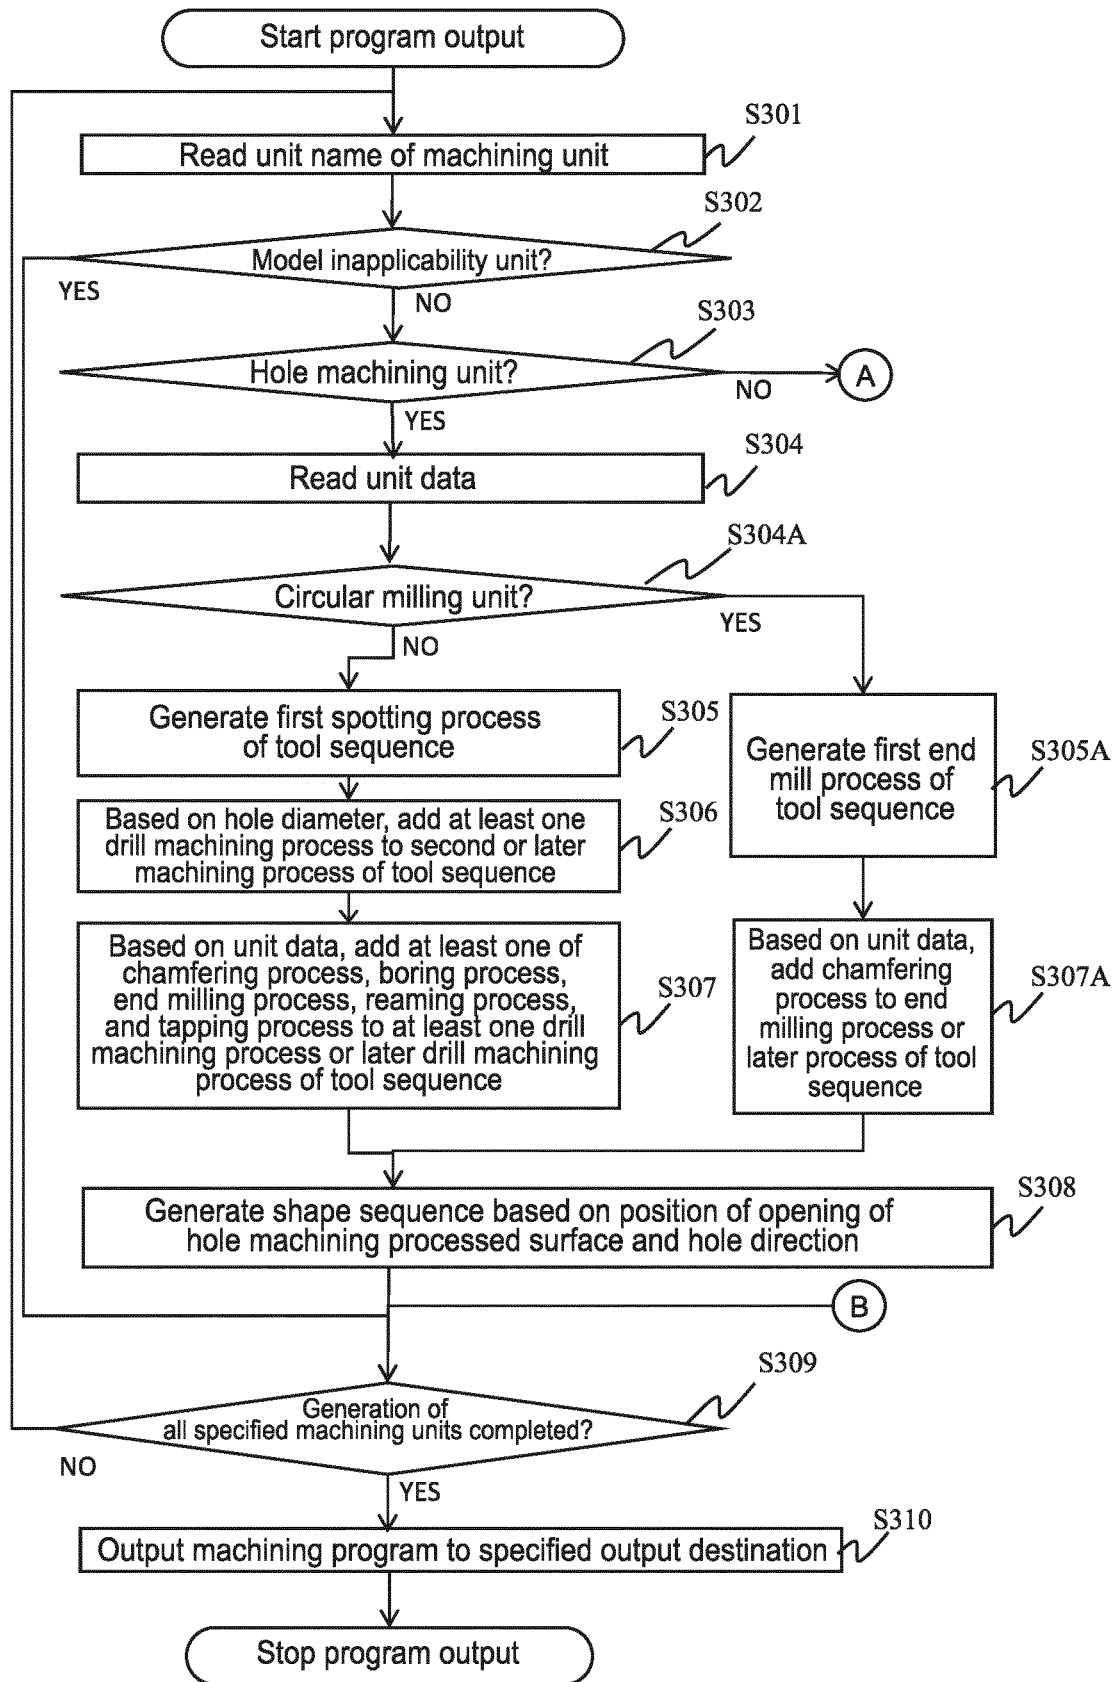 Start program output
S301
Read unit name of machining unit
S302
Model inapplicability unit?
YES
NO
S303
Hole machining unit?
NO
A
YES
S304
Read unit data
S304A
Circular milling unit?
YES
NO
Generate first spotting process
of tool sequence
S305
Generate first end
mill process of
tool sequence
S305A
Based on hole diameter, add at least one
drill machining process to second or later
machining process of tool sequence
S306
Based on unit data, add at least one of
chamfering process, boring process,
end milling process, reaming process,
and tapping process to at least one drill
machining process or later drill machining
process of tool sequence
S307
Based on unit data,
add chamfering
process to end
milling process or
later process of tool
sequence
S307A
S308
Generate shape sequence based on position of opening of
hole machining processed surface and hole direction
B
S309
Generation of
all specified machining units completed?
NO
YES
S310
Output machining program to specified output destination
Stop program output